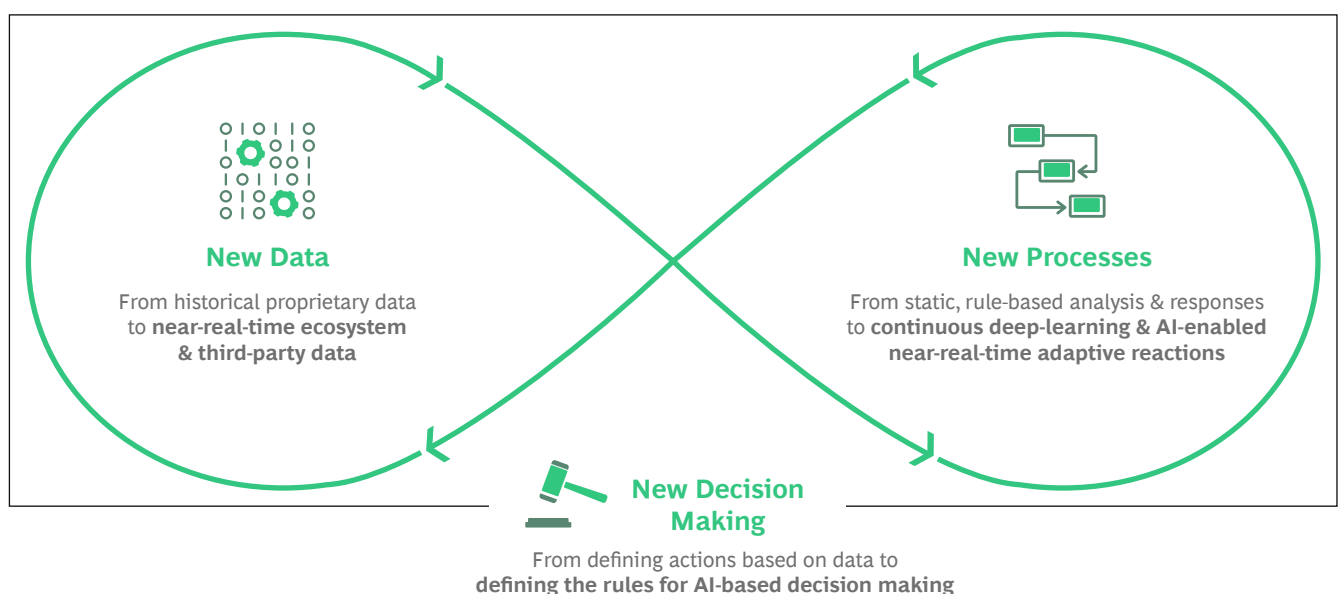 New Data
From historical proprietary data
to near-real-time ecosystem
& third-party data
New Processes
From static, rule-based analysis & responses
to continuous deep-learning & AI-enabled
near-real-time adaptive reactions
New Decision
Making
From defining actions based on data to
defining the rules for AI-based decision making